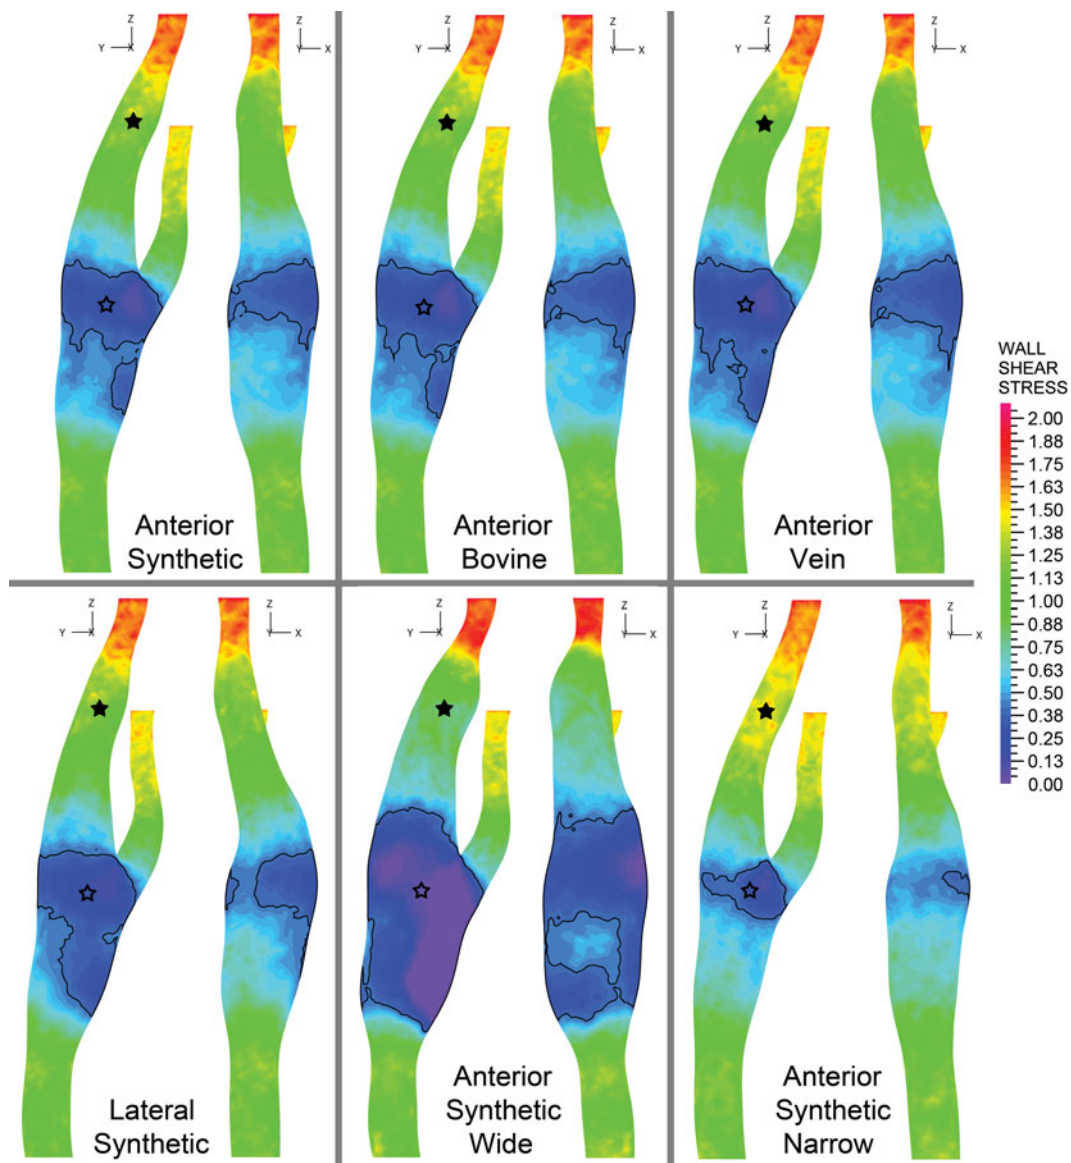 Z
Y X
Z
Y X
Z
Y X
Z
Y X
Z
Y X
Z
Y X
Anterior
Synthetic
Anterior
Bovine
Anterior
Vein
WALL
SHEAR
STRESS
2.00
1.88
1.75
1.63
1.50
1.38
1.25
1.13
1.00
0.88
0.75
0.63
0.50
0.38
0.25
0.13
0.00
Z
Y X
Z
Y X
Z
Y X
Z
Y X
Z
Y X
Z
Y X
Lateral
Synthetic
Anterior
Synthetic
Wide
Anterior
Synthetic
Narrow